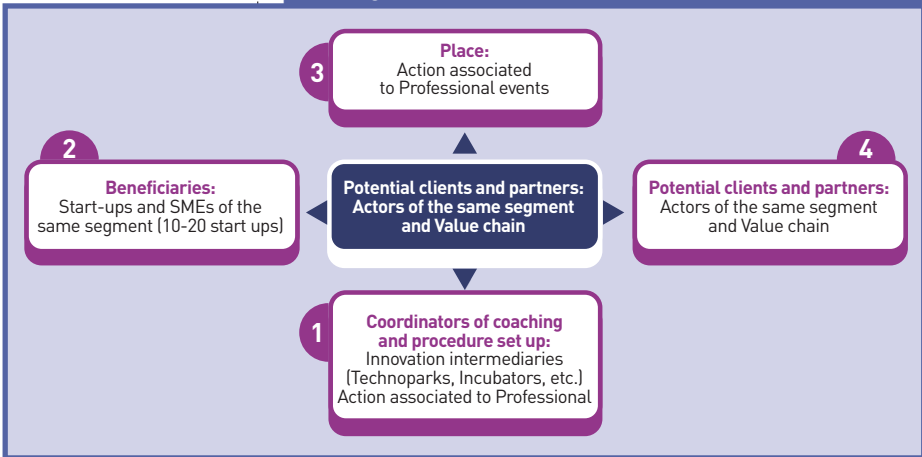 3
Place:
Action associated
to Professional events
2
Beneficiaries:
Start-ups and SMEs of the
same segment (10-20 start ups)
Potential clients and partners:
Actors of the same segment
and Value chain
4
Potential clients and partners:
Actors of the same segment
and Value chain
1
Coordinators of coaching
and procedure set up:
Innovation intermediaries
(Technoparks, Incubators, etc.)
Action associated to Professional